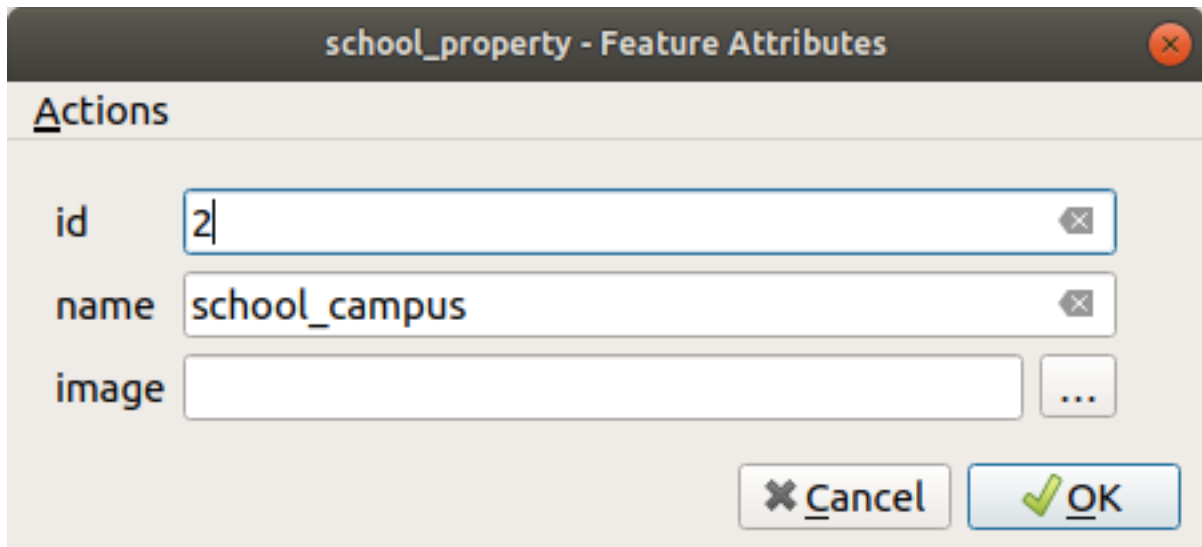 school_property - Feature Attributes
Actions
id 2
name school_campus
image ...
Cancel OK